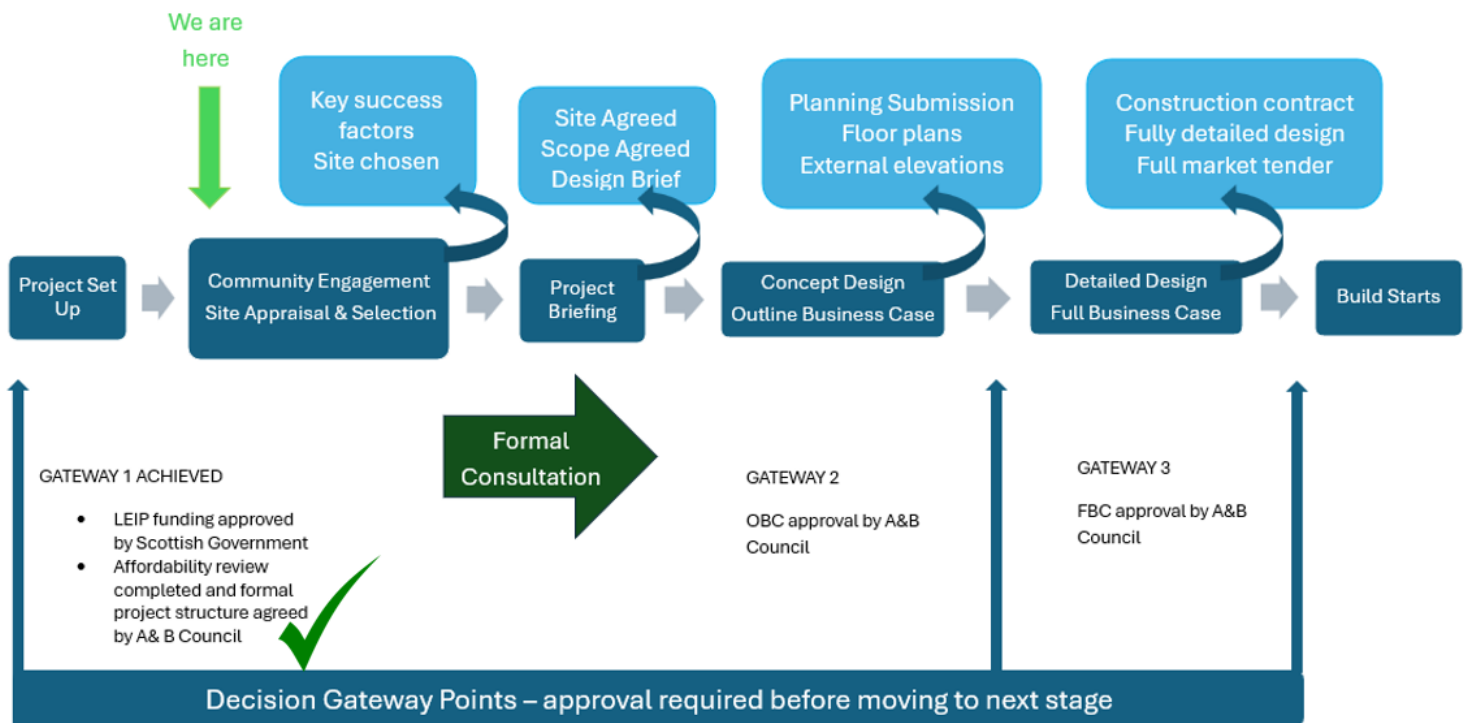 We are
here
Key success
factors
Site chosen
Site Agreed
Scope Agreed
Design Brief
Planning Submission
Floor plans
External elevations
Construction contract
Fully detailed design
Full market tender
Project Set
Up
Community Engagement
Site Appraisal & Selection
Project
Briefing
Concept Design
Outline Business Case
Detailed Design
Full Business Case
Build Starts
GATEWAY 1 ACHIEVED
• LEIP funding approved
by Scottish Government
• Affordability review
completed and formal
project structure agreed
by A& B Council
Formal
Consultation
GATEWAY 2
OBC approval by A&B
Council
GATEWAY 3
FBC approval by A&B
Council
Decision Gateway Points – approval required before moving to next stage